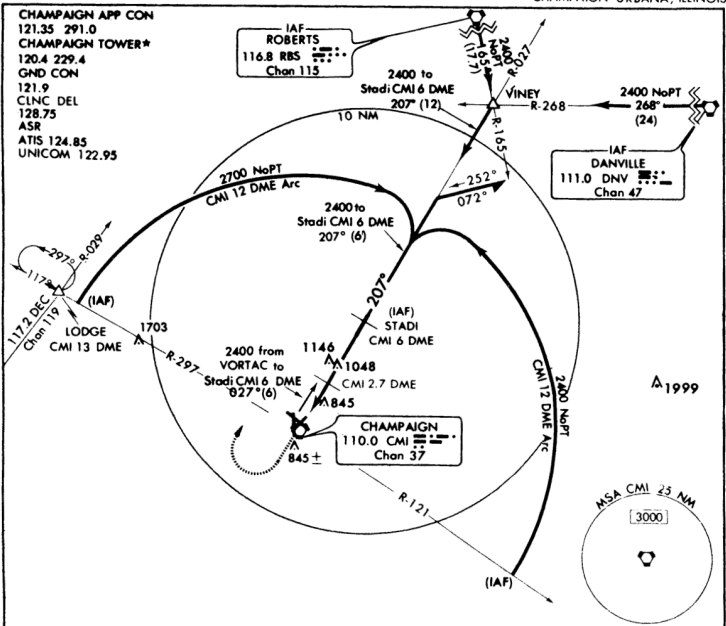 CHAMPAIGN APP CON
121.35 291.0
CHAMPAIGN TOWER★
120.4 229.4
GND CON
121.9
CLNC DEL
128.75
ASR
ATIS 124.85
UNICOM 122.95
IAF
ROBERTS
116.8 RBS
Chan 115
2400
NoPT
165°
(17.7)
R-027
2400 to
Stadi CMI 6 DME
207° (12)
VINEY
R-268
2400 NoPT
268°
(24)
R-165
IAF
DANVILLE
111.0 DNV
Chan 47
10 NM
252°
072°
2700 NoPT
CMI 12 DME Arc
2400 to
Stadi CMI 6 DME
207° (6)
207°
297°
117°
R-029
(IAF)
117.2 DEC
Chan 119
LODGE
CMI 13 DME
1703
R-297
(IAF)
STADI
CMI 6 DME
2400 from
VORTAC to
Stadi CMI 6 DME
027° (6)
1146
1048
CMI 2.7 DME
845
CHAMPAIGN
110.0 CMI
Chan 37
845 ±
2400 NoPT
CMI 12 DME Arc
1999
R-121
(IAF)
MSA CMI 25 NM
3000